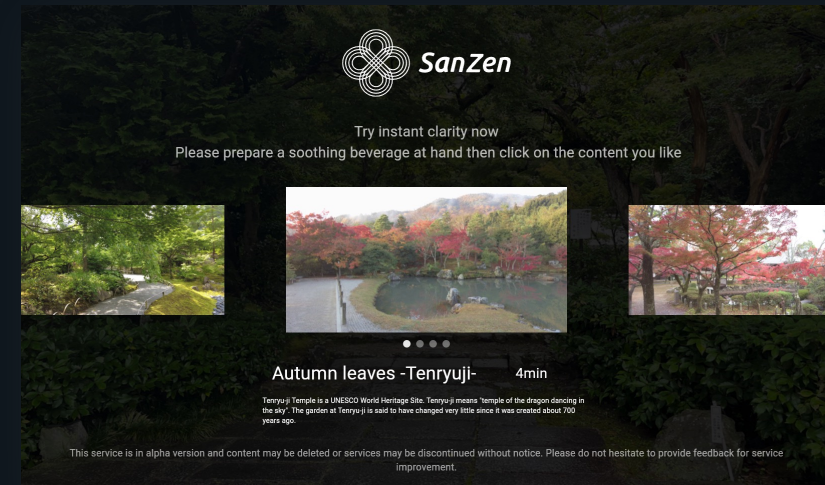 SanZen
Try instant clarity now
Please prepare a soothing beverage at hand then click on the content you like
Autumn leaves -Tenryuji-
4min
Tenryu-ji Temple is a UNESCO World Heritage Site. Tenryu-ji means "temple of the dragon dancing in
the sky". The garden at Tenryu-ji is said to have changed very little since it was created about 700
years ago.
This service is in alpha version and content may be deleted or services may be discontinued without notice. Please do not hesitate to provide feedback for service
improvement.